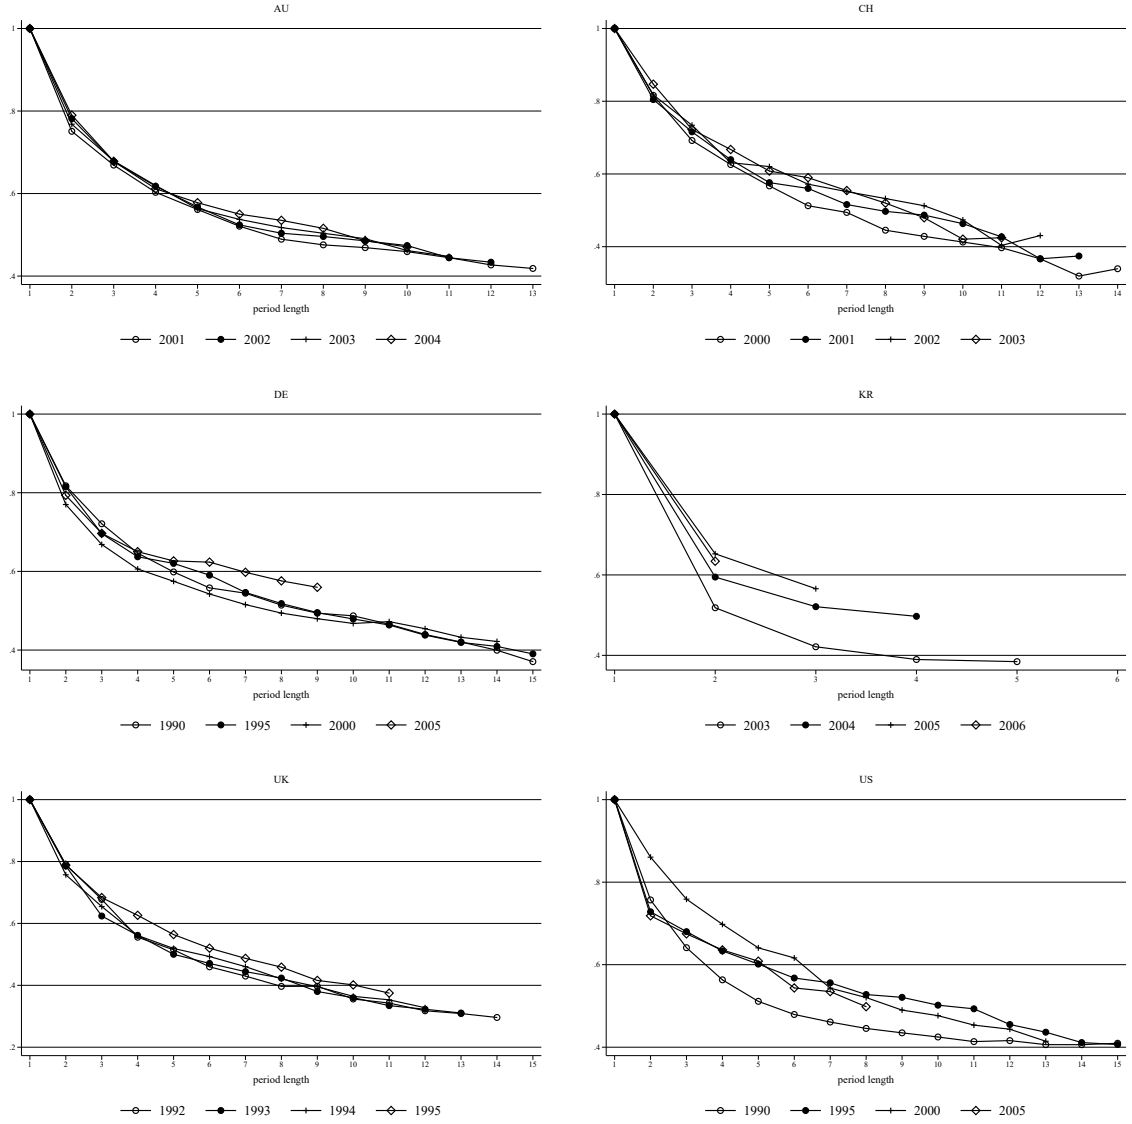 AU
1
.8
.6
.4
1 2 3 4 5 6 7 8 9 10 11 12 13
period length
2001 2002 2003 2004
CH
1
.8
.6
.4
1 2 3 4 5 6 7 8 9 10 11 12 13 14
period length
2000 2001 2002 2003
DE
1
.8
.6
.4
1 2 3 4 5 6 7 8 9 10 11 12 13 14 15
period length
1990 1995 2000 2005
KR
1
.8
.6
.4
1 2 3 4 5 6
period length
2003 2004 2005 2006
UK
1
.8
.6
.4
.2
1 2 3 4 5 6 7 8 9 10 11 12 13 14 15
period length
1992 1993 1994 1995
US
1
.8
.6
.4
1 2 3 4 5 6 7 8 9 10 11 12 13 14 15
period length
1990 1995 2000 2005